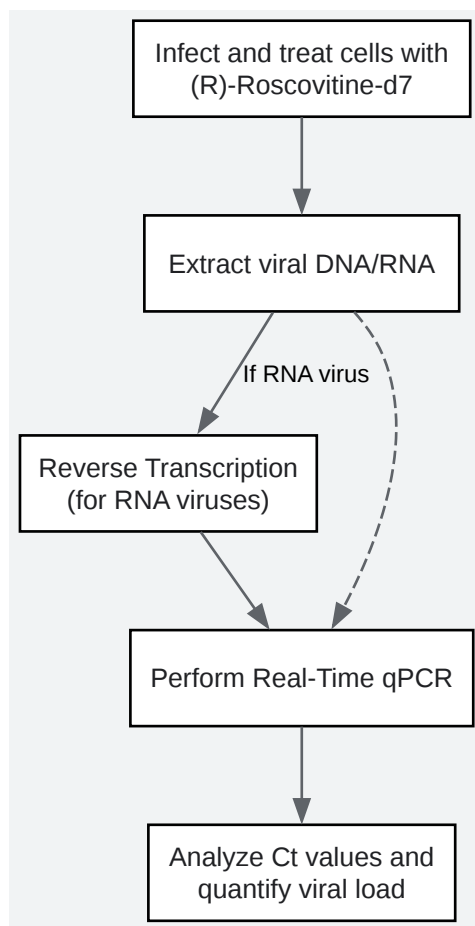 Infect and treat cells with
(R)-Roscovitine-d7
Extract viral DNA/RNA
If RNA virus
Reverse Transcription
(for RNA viruses)
Perform Real-Time qPCR
Analyze Ct values and
quantify viral load